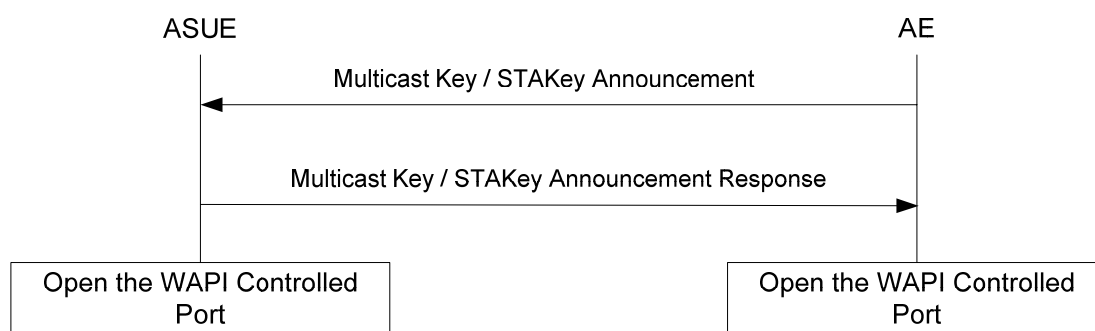 ASUE
AE
Multicast Key / STAKey Announcement
Multicast Key / STAKey Announcement Response
Open the WAPI Controlled
Port
Open the WAPI Controlled
Port